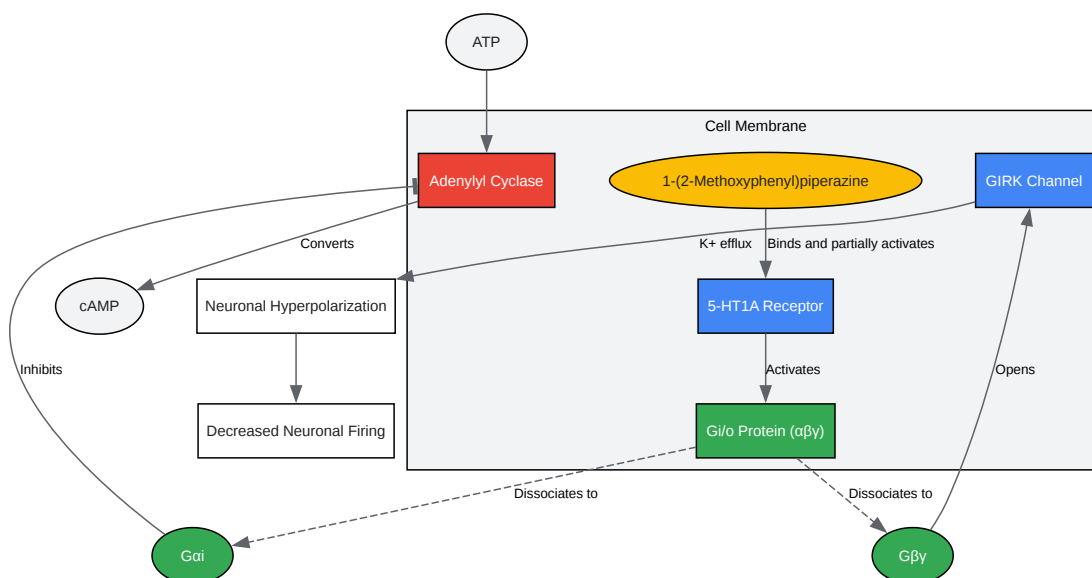 ATP
Cell Membrane
Adenylyl Cyclase
1-(2-Methoxyphenyl)piperazine
GIRK Channel
Converts
K+ efflux
Binds and partially activates
cAMP
Neuronal Hyperpolarization
5-HT1A Receptor
Inhibits
Activates
Opens
Decreased Neuronal Firing
Gi/o Protein (αβγ)
Dissociates to
Dissociates to
Gαi
Gβγ